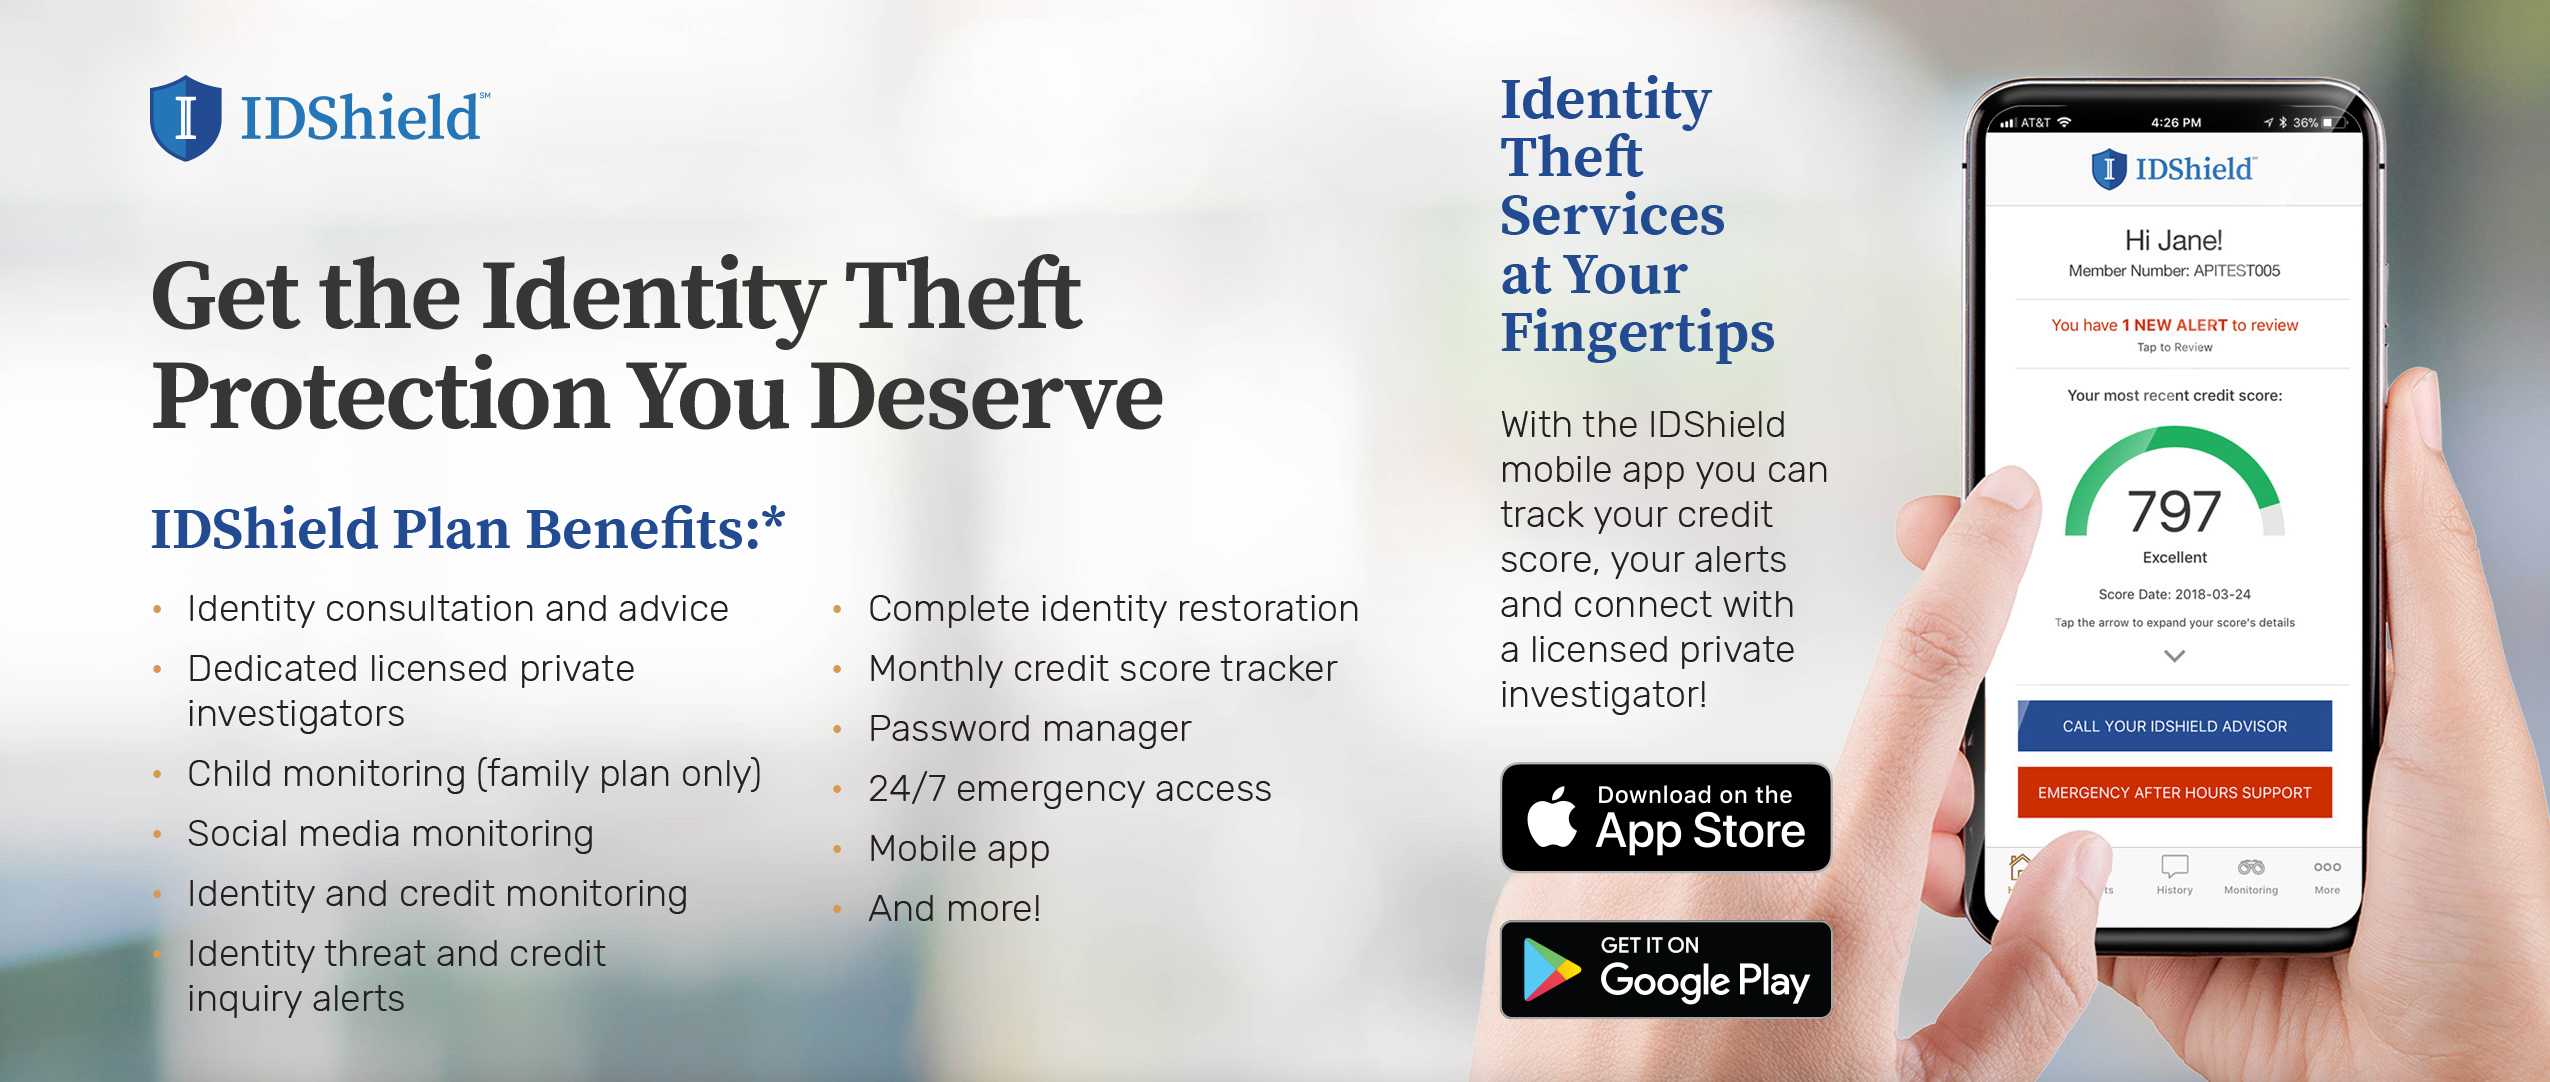 I IDShield℠
Get the Identity Theft
Protection You Deserve
IDShield Plan Benefits:*
• Identity consultation and advice
• Dedicated licensed private
investigators
• Child monitoring (family plan only)
• Social media monitoring
• Identity and credit monitoring
• Identity threat and credit
inquiry alerts
• Complete identity restoration
• Monthly credit score tracker
• Password manager
• 24/7 emergency access
• Mobile app
• And more!
Identity
Theft
Services
at Your
Fingertips
With the IDShield
mobile app you can
track your credit
score, your alerts
and connect with
a licensed private
investigator!
Download on the
App Store
GET IT ON
Google Play
AT&T 4:26 PM 36%
I IDShield℠
Hi Jane!
Member Number: APITEST005
You have 1 NEW ALERT to review
Tap to Review
Your most recent credit score:
797
Excellent
Score Date: 2018-03-24
Tap the arrow to expand your score's details
CALL YOUR IDSHIELD ADVISOR
EMERGENCY AFTER HOURS SUPPORT
History Monitoring More